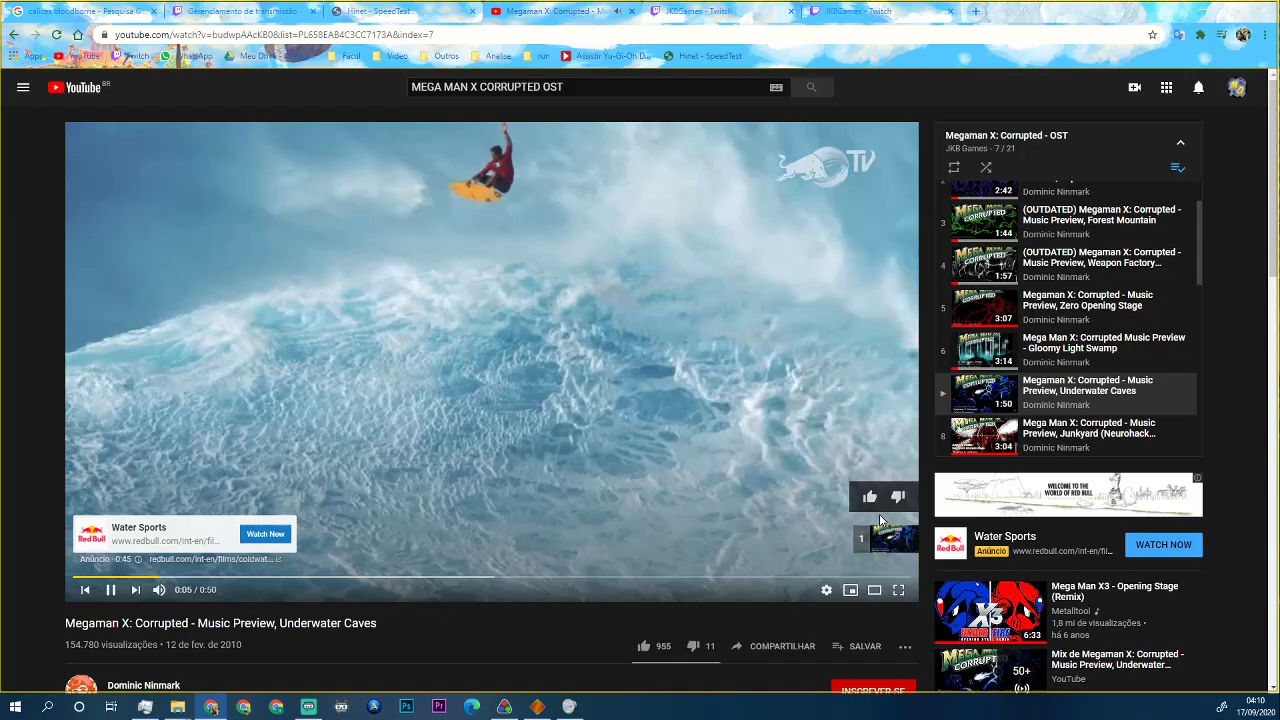 calices bloodborne - Pesquisa G
Gerenciamento de transmissão
Hinet - SpeedTest
Megaman X: Corrupted - M
JKBGames - Twitch
JKBGames - Twitch
youtube.com/watch?v=budwpAAcKB0&list=PL658EAB4C3CC7173A&index=7
Apps
YouTube
Twitch
WhatsApp
Meu Drive
Facul
Video
Outros
Analise
run
Assistir Yu-Gi-Oh D...
Hinet - SpeedTest
YouTube BR
MEGA MAN X CORRUPTED OST
TV
Water Sports
www.redbull.com/int-en/fil...
Watch Now
Anúncio · 0:45
redbull.com/int-en/films/coldwat...
1
0:05 / 0:50
Megaman X: Corrupted - Music Preview, Underwater Caves
154.780 visualizações • 12 de fev. de 2010
955
11
COMPARTILHAR
SALVAR
Dominic Ninmark
INSCREVER-SE
Megaman X: Corrupted - OST
JKB Games - 7 / 21
2
2:42
Dominic Ninmark
3
1:44
(OUTDATED) Megaman X: Corrupted -
Music Preview, Forest Mountain
Dominic Ninmark
4
1:57
(OUTDATED) Megaman X: Corrupted -
Music Preview, Weapon Factory...
Dominic Ninmark
5
3:07
Megaman X: Corrupted - Music
Preview, Zero Opening Stage
Dominic Ninmark
6
3:14
Mega Man X: Corrupted Music Preview
- Gloomy Light Swamp
Dominic Ninmark
1:50
Megaman X: Corrupted - Music
Preview, Underwater Caves
Dominic Ninmark
8
3:04
Megaman X: Corrupted - Music
Preview, Junkyard (Neurohack...
Dominic Ninmark
WELCOME TO THE
WORLD OF RED BULL
Red Bull
Water Sports
Anúncio www.redbull.com/int-en/fil...
WATCH NOW
6:33
Mega Man X3 - Opening Stage
(Remix)
Metalltool
1,8 mi de visualizações •
há 6 anos
50+
Mix de Megaman X: Corrupted -
Music Preview, Underwater...
YouTube
04:10
17/09/2020